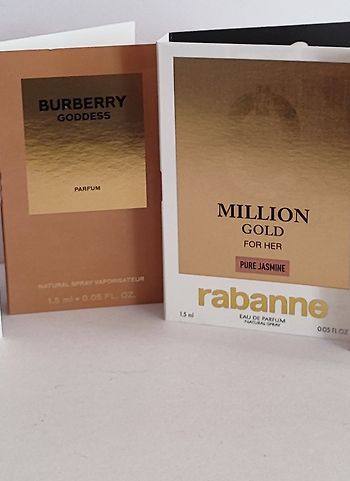 BURBERRY
GODDESS
PARFUM
NATURAL SPRAY VAPORISATEUR
1.5 ml • 0.05 FL. OZ.
MILLION
GOLD
FOR HER
PURE JASMINE
rabanne
1,5 ml
EAU DE PARFUM
NATURAL SPRAY
0.05 FL.OZ